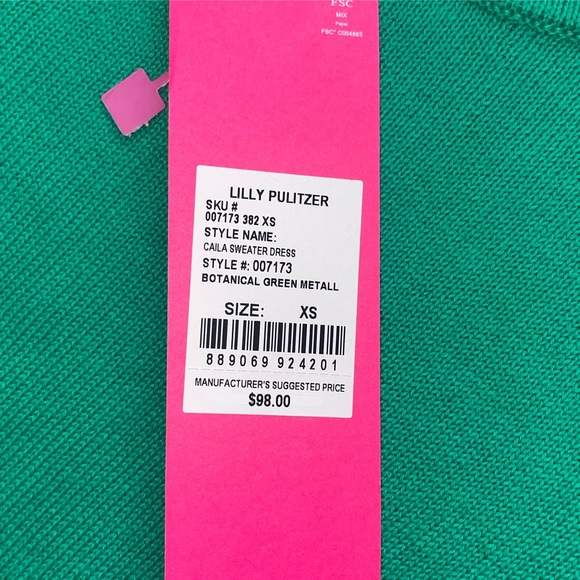 FSC
MIX
Paper
FSC® C004885
LILLY PULITZER
SKU #
007173 382 XS
STYLE NAME:
CAILA SWEATER DRESS
STYLE #: 007173
BOTANICAL GREEN METALL
SIZE: XS
889069 924201
MANUFACTURER'S SUGGESTED PRICE
$98.00